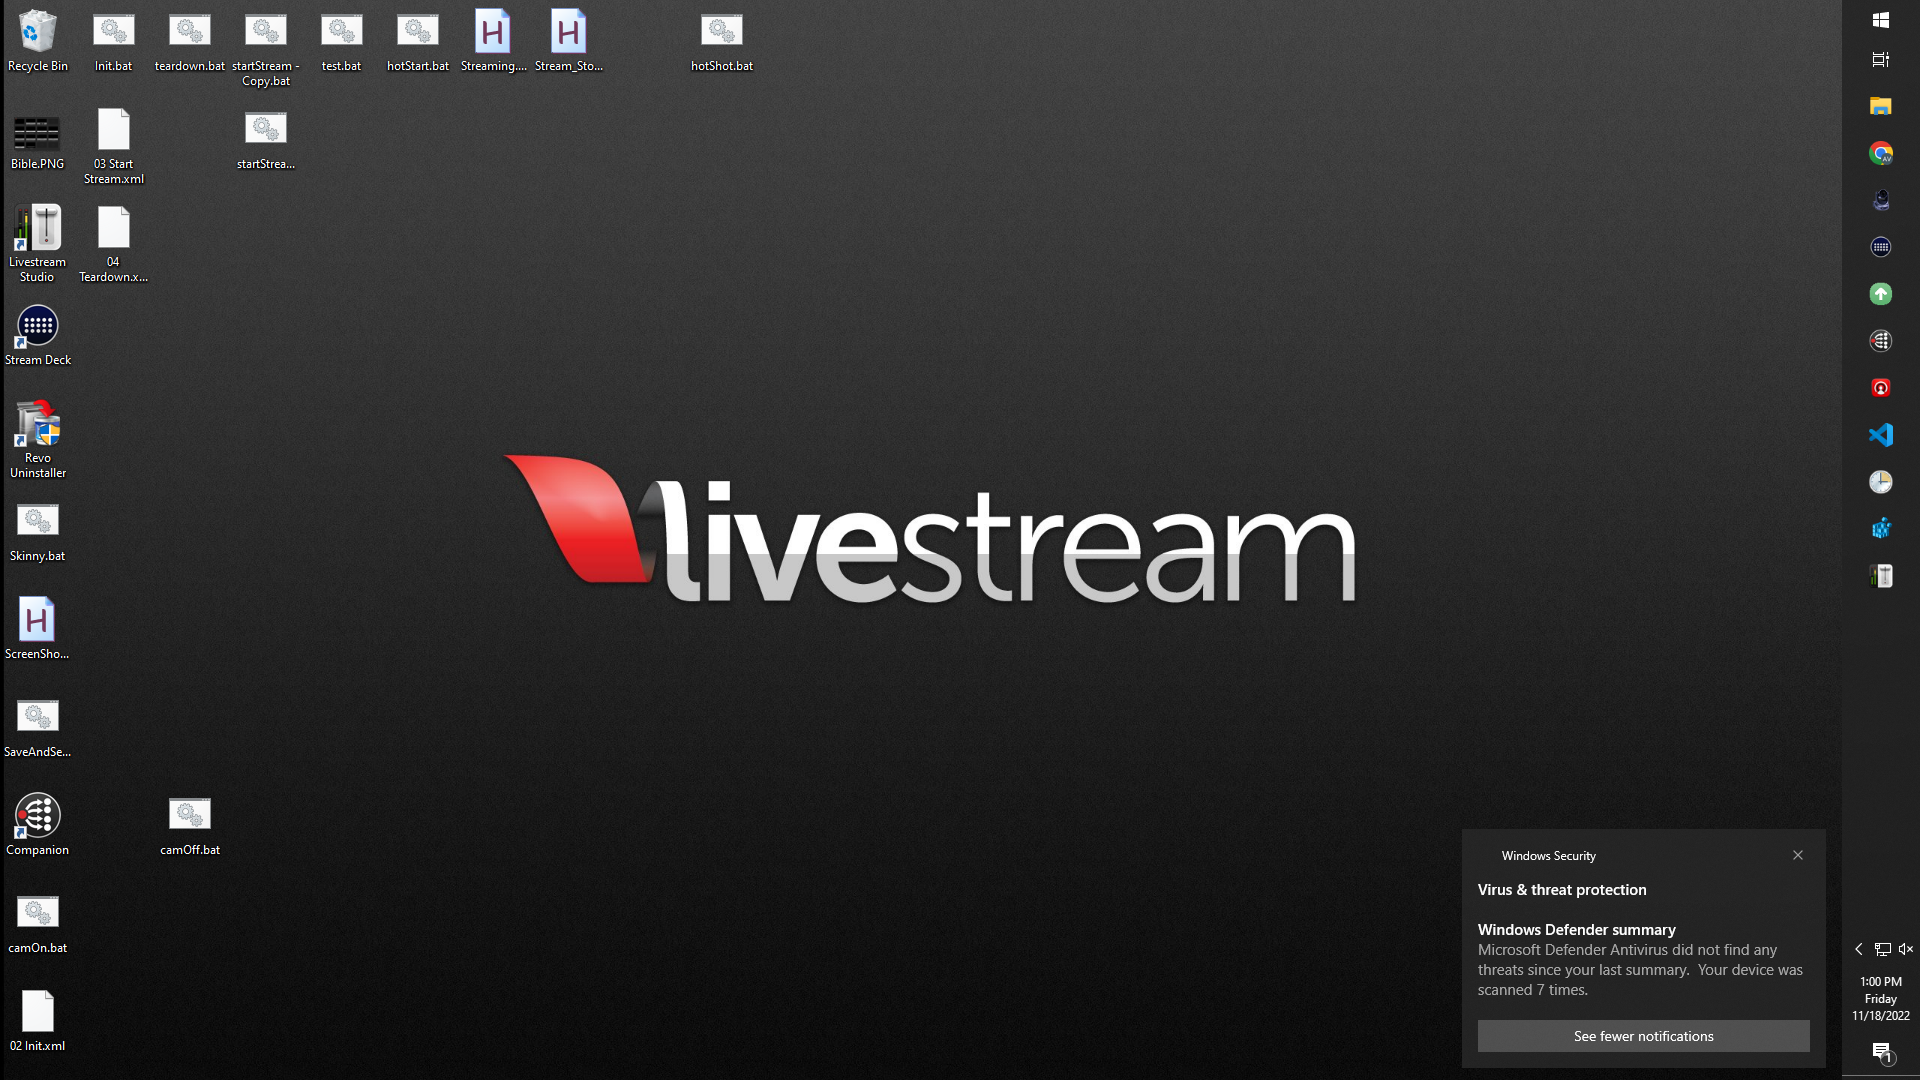 Recycle Bin
Init.bat
teardown.bat
startStream -
Copy.bat
test.bat
hotStart.bat
Streaming....
Stream_Sto...
hotShot.bat
Bible.PNG
03 Start
Stream.xml
startStrea...
Livestream
Studio
04
Teardown.x...
Stream Deck
Revo
Uninstaller
Skinny.bat
livestream
ScreenSho...
SaveAndSe...
Companion
camOff.bat
camOn.bat
02 Init.xml
Windows Security
Virus & threat protection
Windows Defender summary
Microsoft Defender Antivirus did not find any
threats since your last summary.  Your device was
scanned 7 times.
See fewer notifications
AV
1:00 PM
Friday
11/18/2022
1